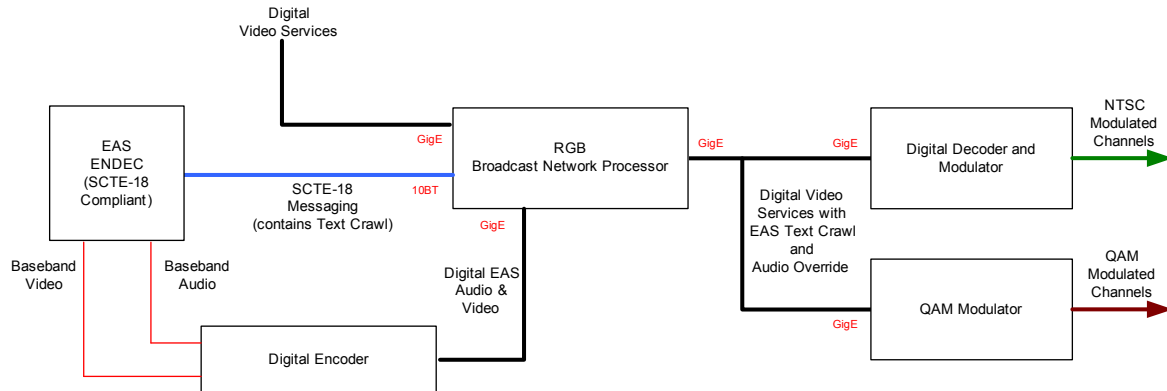 Digital
Video Services
EAS
ENDEC
(SCTE-18
Compliant)
GigE
SCTE-18
Messaging
(contains Text Crawl)
10BT
RGB
Broadcast Network Processor
GigE
GigE
GigE
Digital Decoder and
Modulator
NTSC
Modulated
Channels
Digital Video
Services with
EAS Text Crawl
and
Audio Override
Baseband
Video
Baseband
Audio
Digital EAS
Audio &
Video
Digital Encoder
GigE
QAM Modulator
QAM
Modulated
Channels